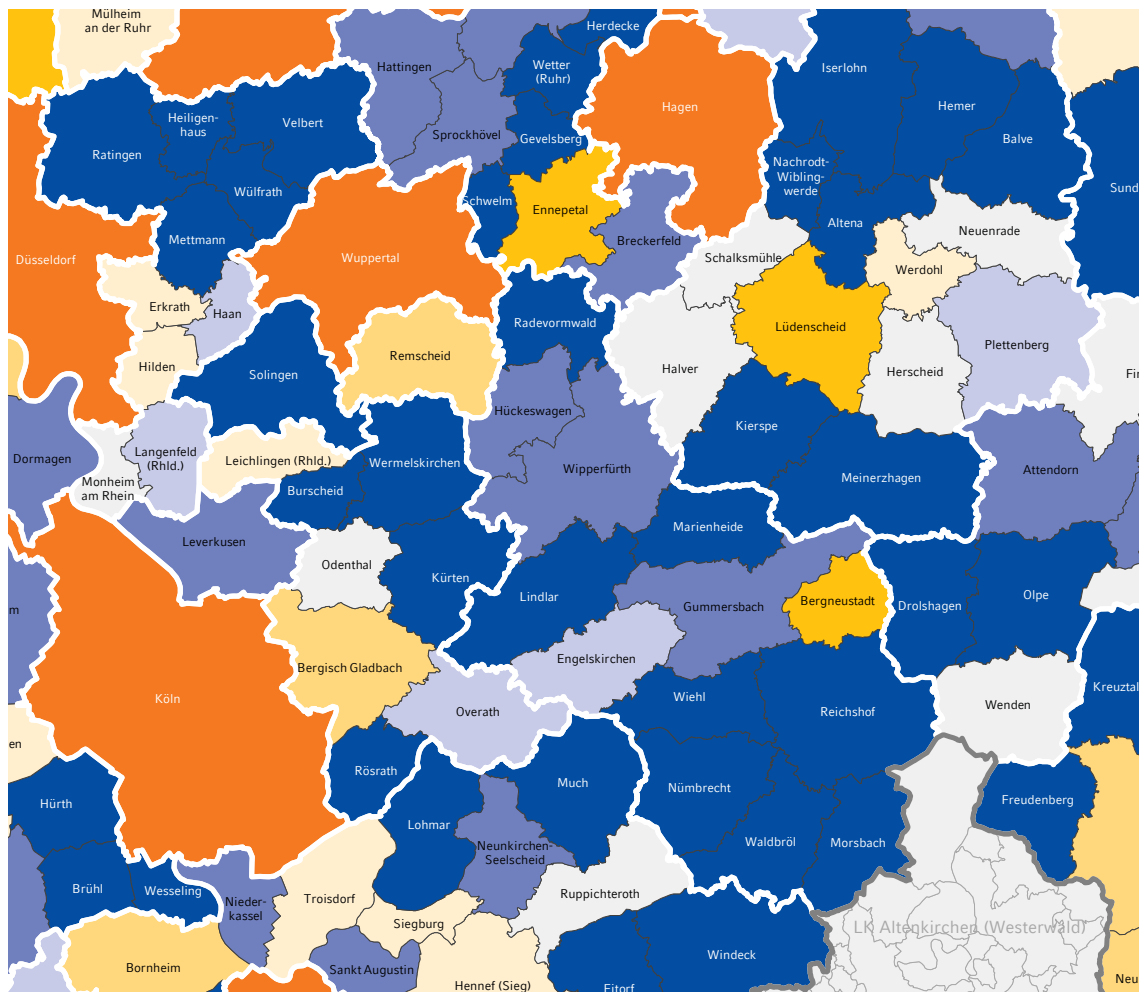 Mülheim
an der Ruhr
Herdecke
Hattingen
Wetter
(Ruhr)
Iserlohn
Hagen
Hemer
Heiligen-
haus
Velbert
Sprockhövel
Gevelsberg
Balve
Ratingen
Nachrodt-
Wibling-
werde
Wülfrath
Schwelm
Ennepetal
Sund
Altena
Mettmann
Breckerfeld
Neuenrade
Düsseldorf
Wuppertal
Schalksmühle
Werdohl
Erkrath
Haan
Radevormwald
Lüdenscheid
Plettenberg
Remscheid
Hilden
Solingen
Halver
Herscheid
Fin
Hückeswagen
Kierspe
Dormagen
Langenfeld
(Rhld.)
Leichlingen (Rhld.)
Wermelskirchen
Wipperfürth
Attendorn
Monheim
am Rhein
Burscheid
Meinerzhagen
Marienheide
Leverkusen
Odenthal
Kürten
Lindlar
Gummersbach
Bergneustadt
Drolshagen
Olpe
m
Engelskirchen
Bergisch Gladbach
Kreuztal
Köln
Wiehl
Overath
Reichshof
Wenden
en
Rösrath
Much
Nümbrecht
Freudenberg
Hürth
Lohmar
Waldbröl
Morsbach
Neunkirchen-
Seelscheid
Brühl
Wesseling
Ruppichteroth
Nieder-
kassel
Troisdorf
Siegburg
LK Altenkirchen (Westerwald)
Bornheim
Sankt Augustin
Windeck
Hennef (Sieg)
Eitorf
Neu